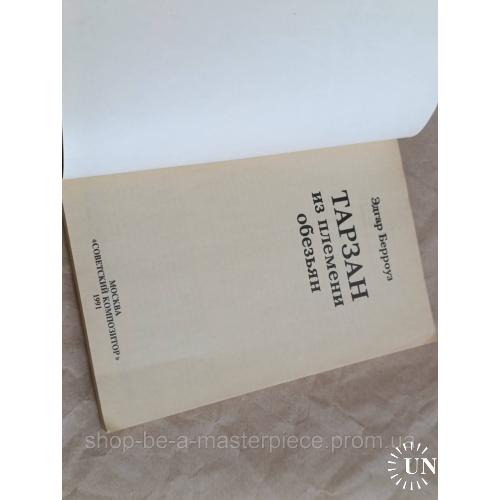 Эдгар Берроуз
ТАРЗАН
из племени
обезьян
МОСКВА
«СОВЕТСКИЙ КОМПОЗИТОР»
1991
shop-be-a-masterpiece.prom.ua
UN